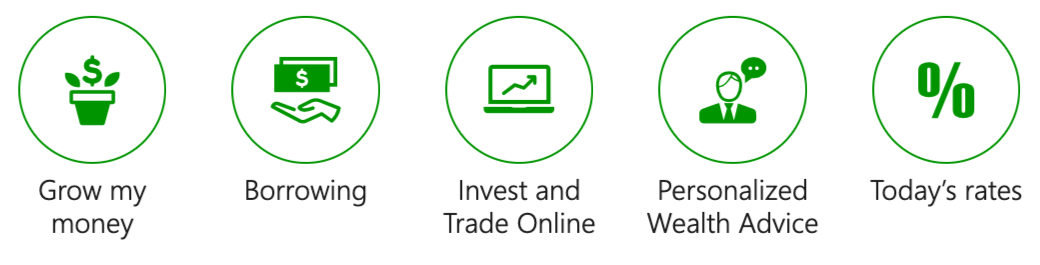 $
$
%
Grow my
money
Borrowing
Invest and
Trade Online
Personalized
Wealth Advice
Today’s rates